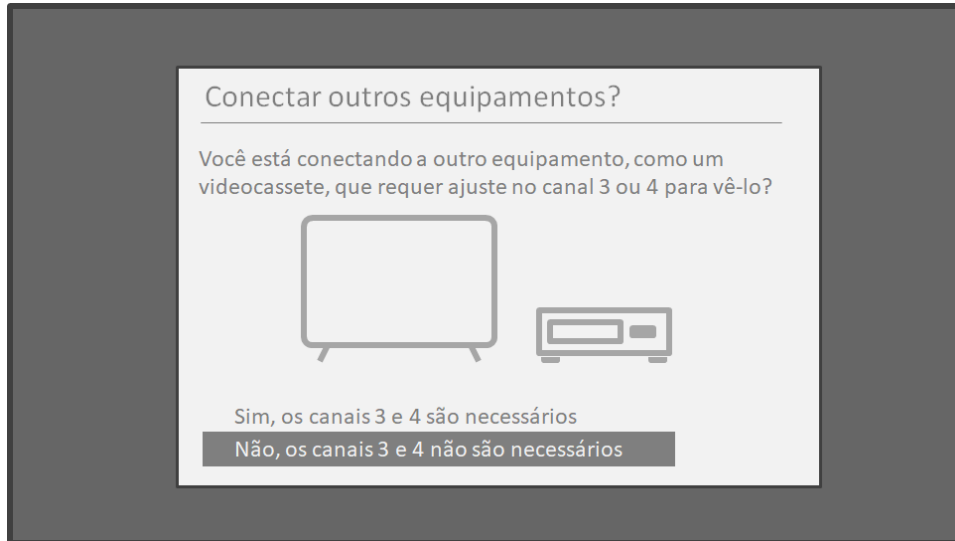 Conectar outros equipamentos?
Você está conectando a outro equipamento, como um
videocassete, que requer ajuste no canal 3 ou 4 para vê-lo?
Sim, os canais 3 e 4 são necessários
Não, os canais 3 e 4 não são necessários